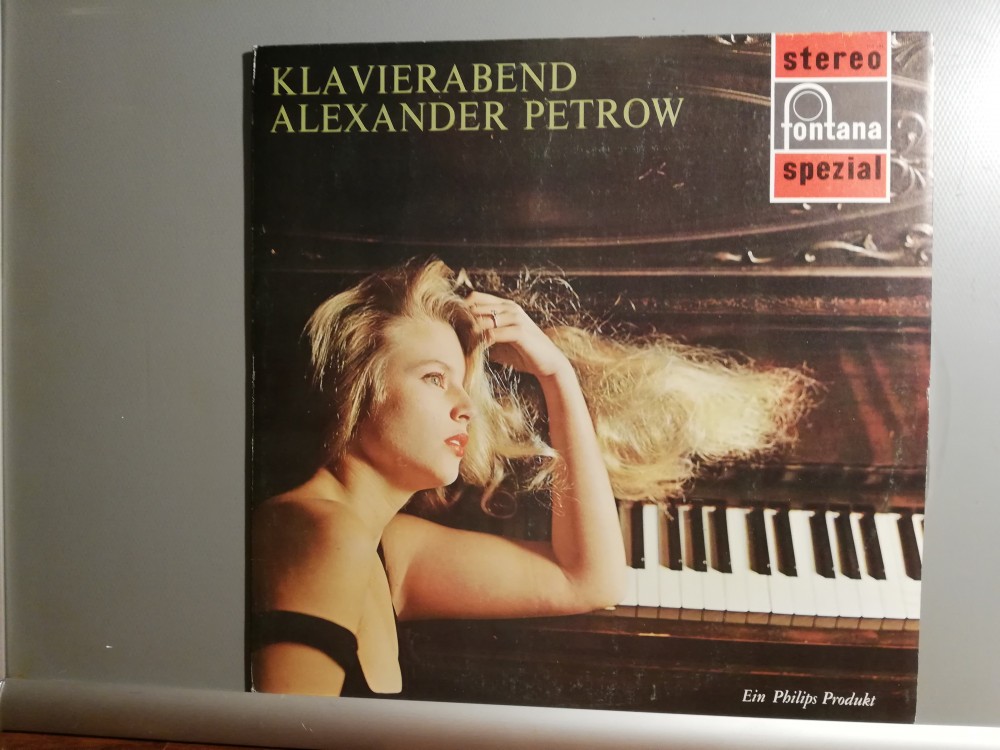 KLAVIERABEND
ALEXANDER PETROW
stereo
fontana
spezial
Ein Philips Produkt